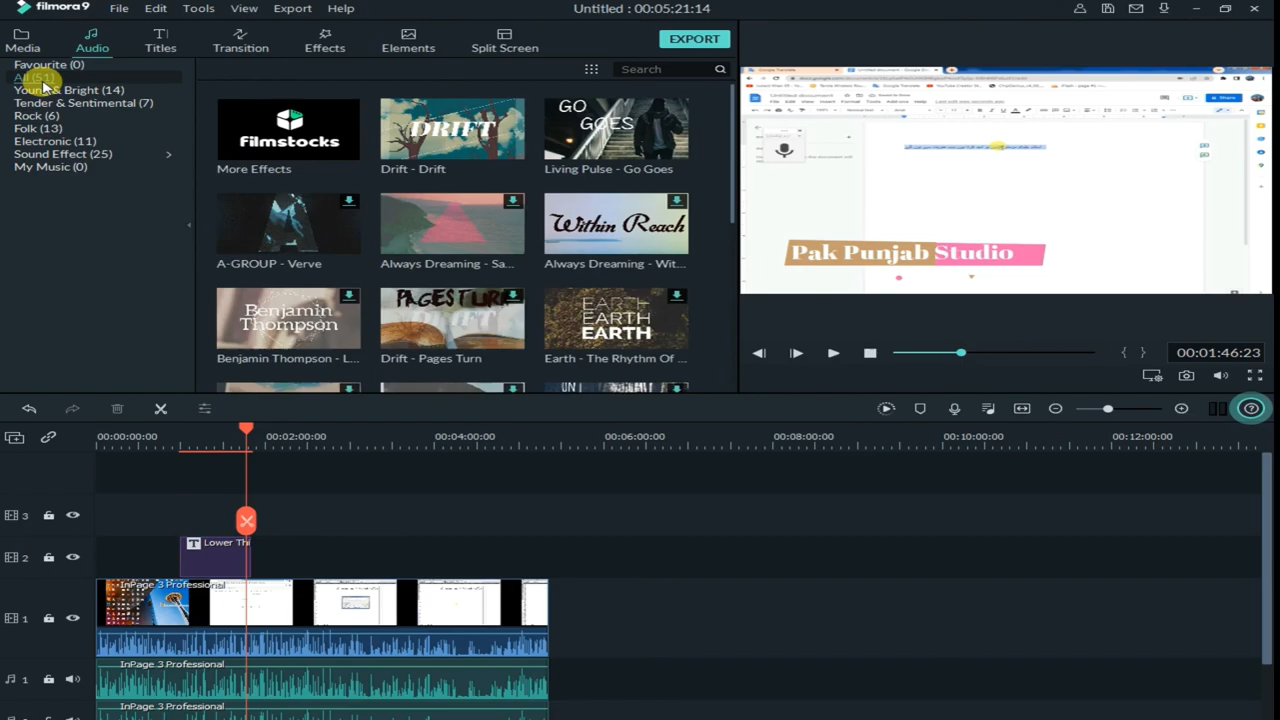 filmora9 File Edit Tools View Export Help Untitled : 00:05:21:14
Media Audio Titles Transition Effects Elements Split Screen EXPORT
Favourite (0)
All (51)
Young & Bright (14)
Tender & Sentimental (7)
Rock (6)
Folk (13)
Electronic (11)
Sound Effect (25)
My Music (0)
Search
filmstocks
DRIFT
GO
GOES
More Effects
Drift - Drift
Living Pulse - Go Goes
Within Reach
A-GROUP - Verve
Always Dreaming - Sa...
Always Dreaming - Wit...
Benjamin
Thompson
PAGES TURN
EARTH
EARTH
EARTH
Benjamin Thompson - L...
Drift - Pages Turn
Earth - The Rhythm Of ...
UN
Pak Punjab Studio
00:01:46:23
00:00:00:00 00:02:00:00 00:04:00:00 00:06:00:00 00:08:00:00 00:10:00:00 00:12:00:00
3
2
T Lower Thi
InPage 3 Professional
1
InPage 3 Professional
1
InPage 3 Professional